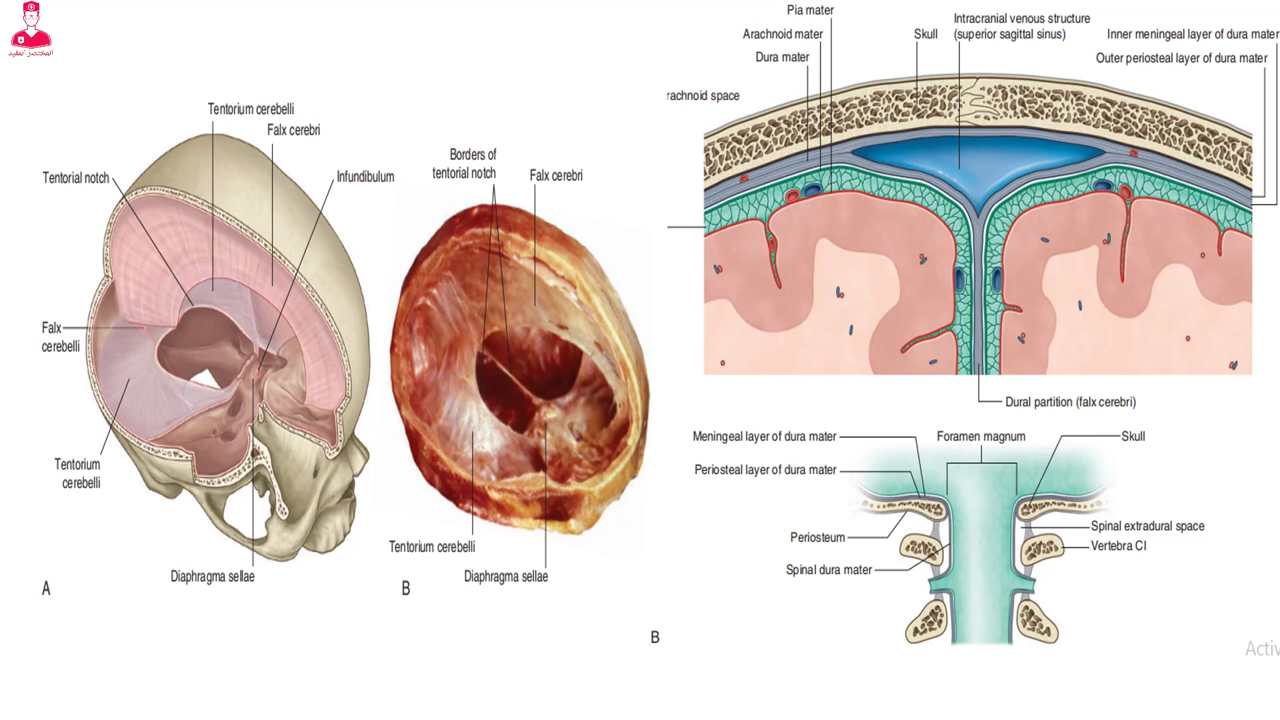 المختصر المفيد
Tentorium cerebelli
Falx cerebri
Tentorial notch
Infundibulum
Falx
cerebelli
Tentorium
cerebelli
Diaphragma sellae
A
Borders of
tentorial notch
Falx cerebri
Tentorium cerebelli
Diaphragma sellae
B
Pia mater
Arachnoid mater
Dura mater
rachnoid space
Skull
Intracranial venous structure
(superior sagittal sinus)
Inner meningeal layer of dura mater
Outer periosteal layer of dura mater
Dural partition (falx cerebri)
Meningeal layer of dura mater
Foramen magnum
Skull
Periosteal layer of dura mater
Periosteum
Spinal extradural space
Vertebra CI
Spinal dura mater
B
Activ